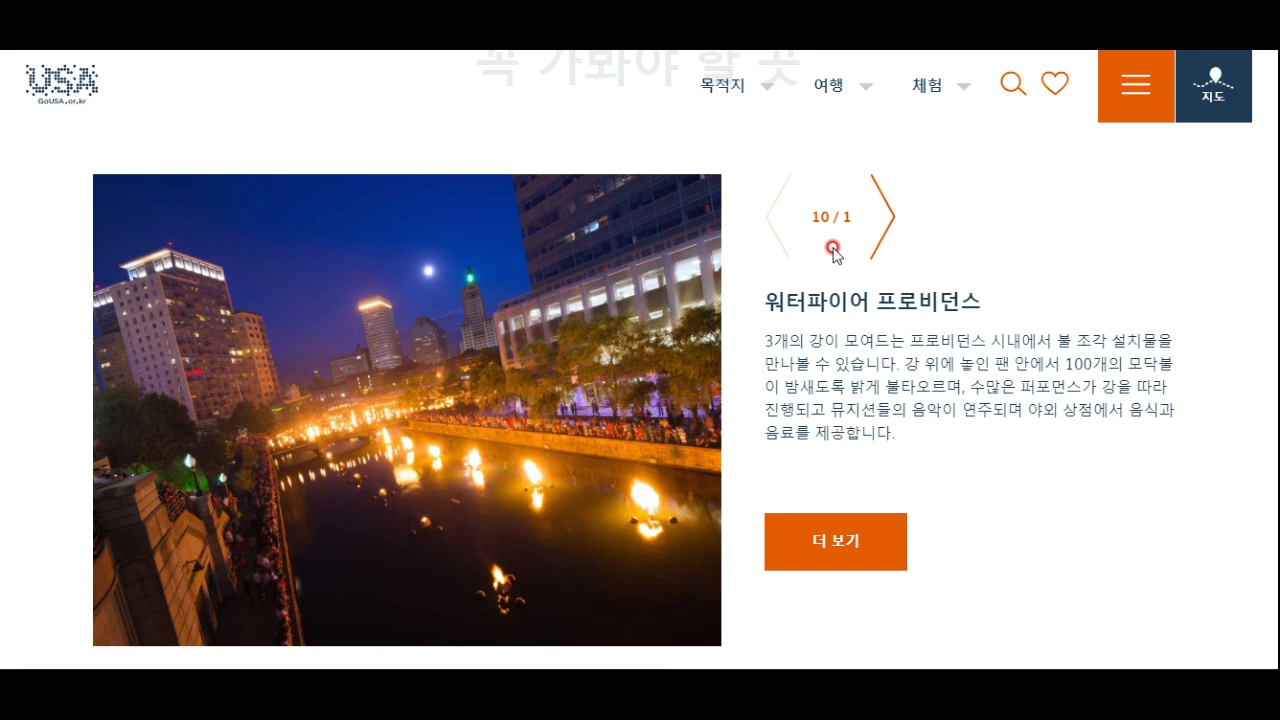 꼭 가봐야 할 곳
USA
GoUSA.or.kr
목적지
여행
체험
지도
10 / 1
워터파이어 프로비던스
3개의 강이 모여드는 프로비던스 시내에서 불 조각 설치물을
만나볼 수 있습니다. 강 위에 놓인 팬 안에서 100개의 모닥불
이 밤새도록 밝게 불타오르며, 수많은 퍼포먼스가 강을 따라
진행되고 뮤지션들의 음악이 연주되며 야외 상점에서 음식과
음료를 제공합니다.
더 보기